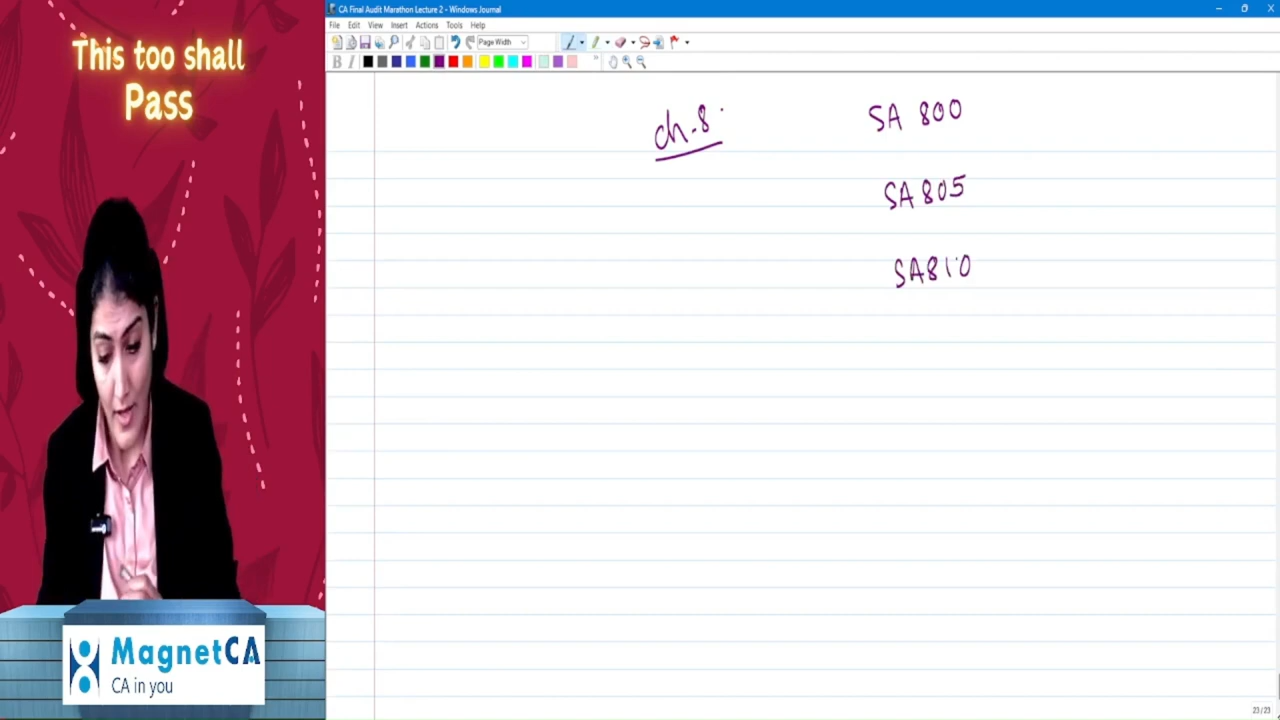 This too shall
Pass
CA Final Audit Marathon Lecture 2 - Windows Journal
File Edit View Insert Actions Tools Help
Page Width
B I
ch-8
SA 800
SA 805
SA 810
MagnetCA
CA in you
23/23